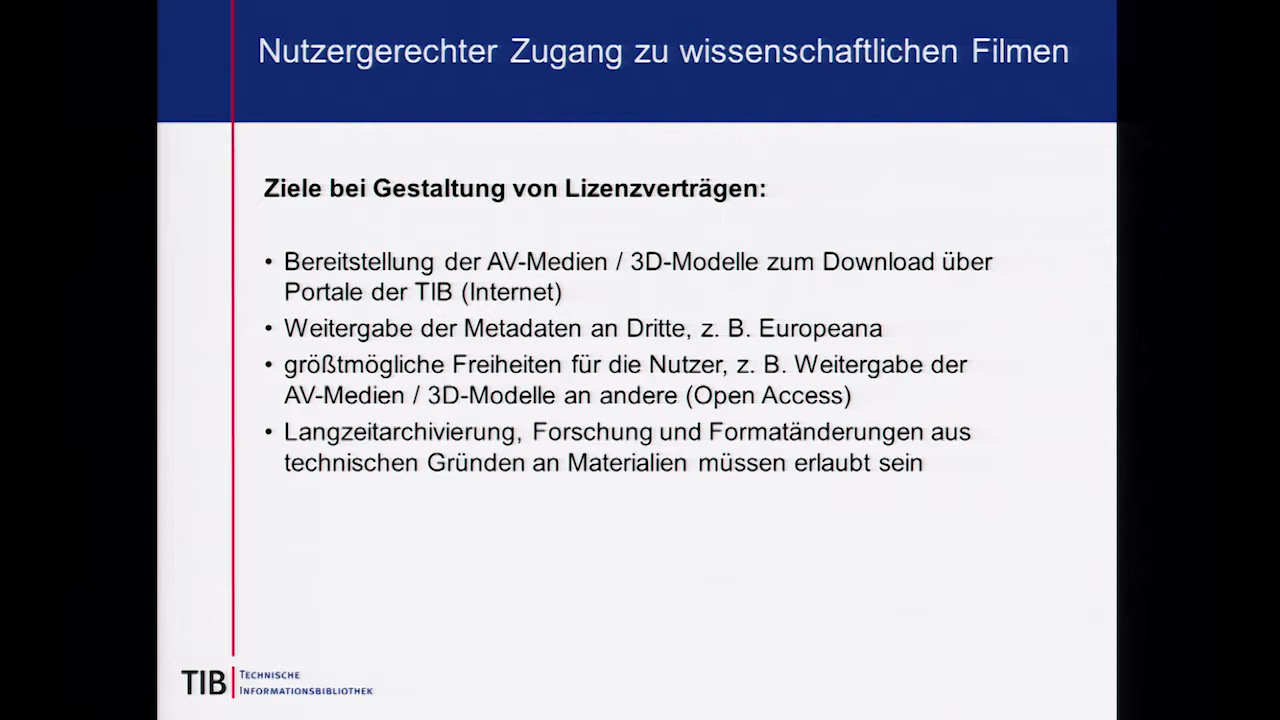 Nutzergerechter Zugang zu wissenschaftlichen Filmen
Ziele bei Gestaltung von Lizenzverträgen:
• Bereitstellung der AV-Medien / 3D-Modelle zum Download über
Portale der TIB (Internet)
• Weitergabe der Metadaten an Dritte, z. B. Europeana
• größtmögliche Freiheiten für die Nutzer, z. B. Weitergabe der
AV-Medien / 3D-Modelle an andere (Open Access)
• Langzeitarchivierung, Forschung und Formatänderungen aus
technischen Gründen an Materialien müssen erlaubt sein
TIB TECHNISCHE
INFORMATIONSBIBLIOTHEK